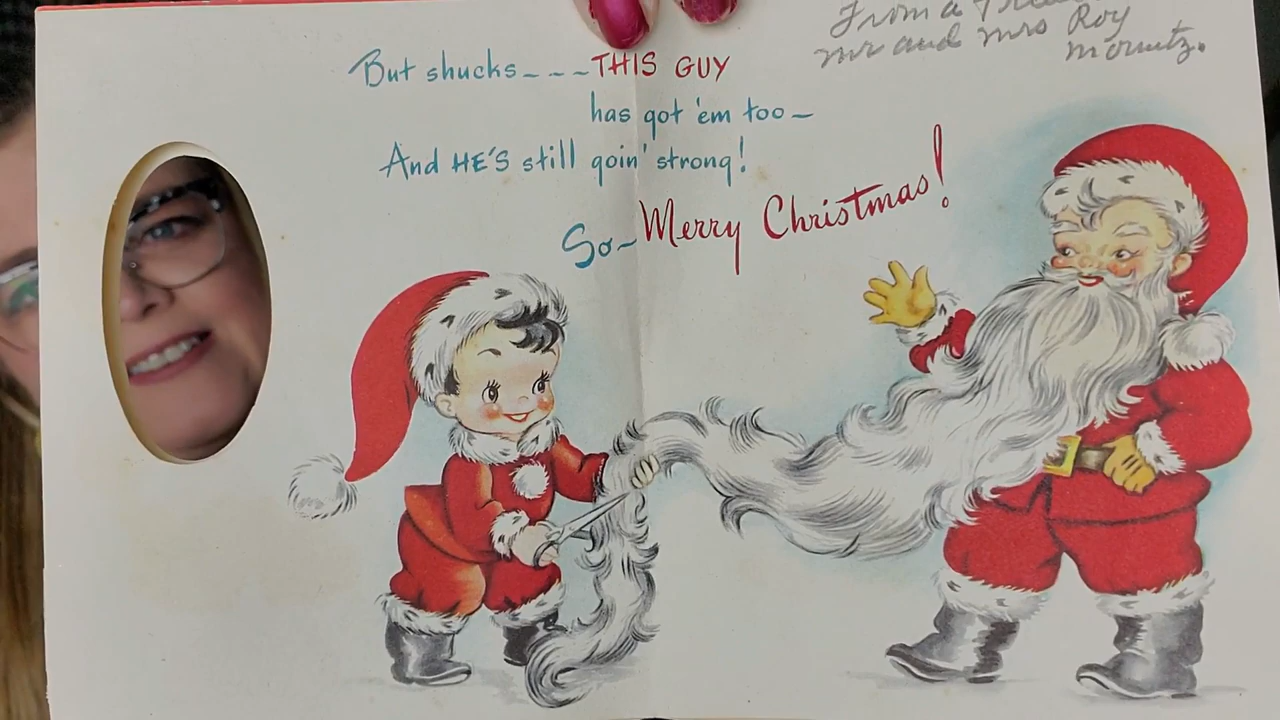 From a
mr and mrs Roy
But shucks---THIS GUY
has got 'em too–
And HE'S still goin' strong!
So~Merry Christmas!